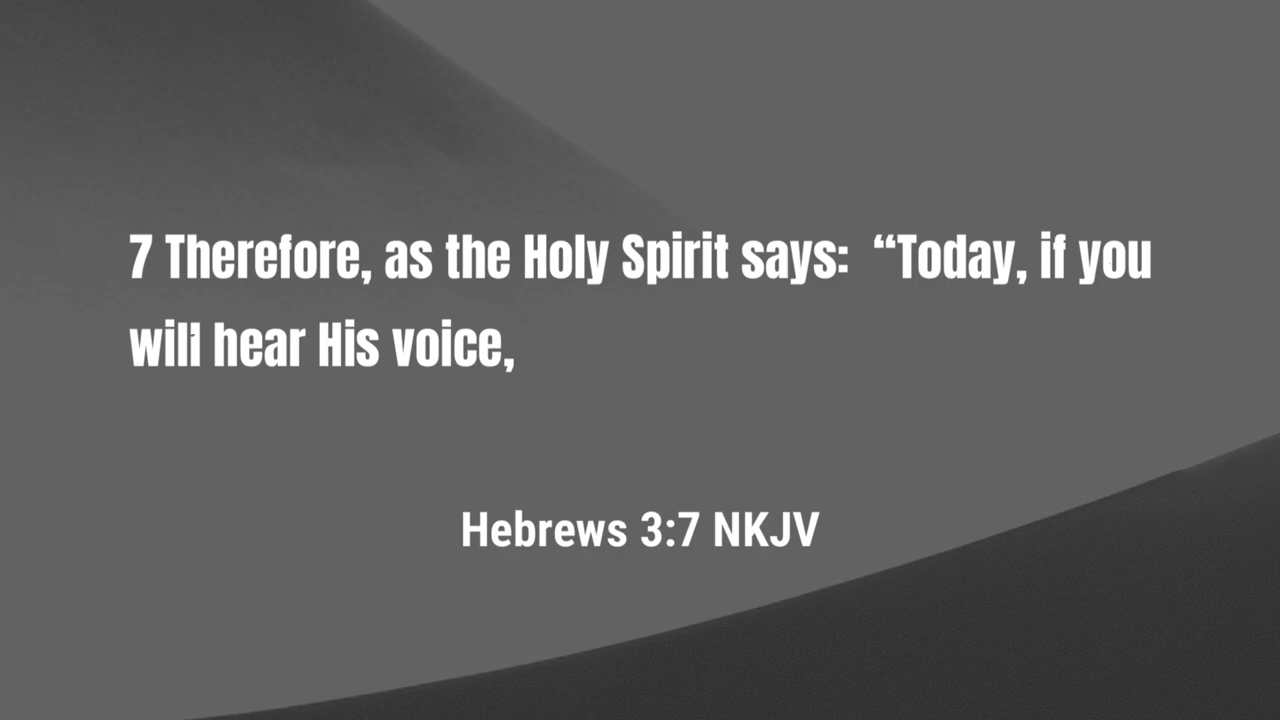 7 Therefore, as the Holy Spirit says:  “Today, if you
will hear His voice,
Hebrews 3:7 NKJV